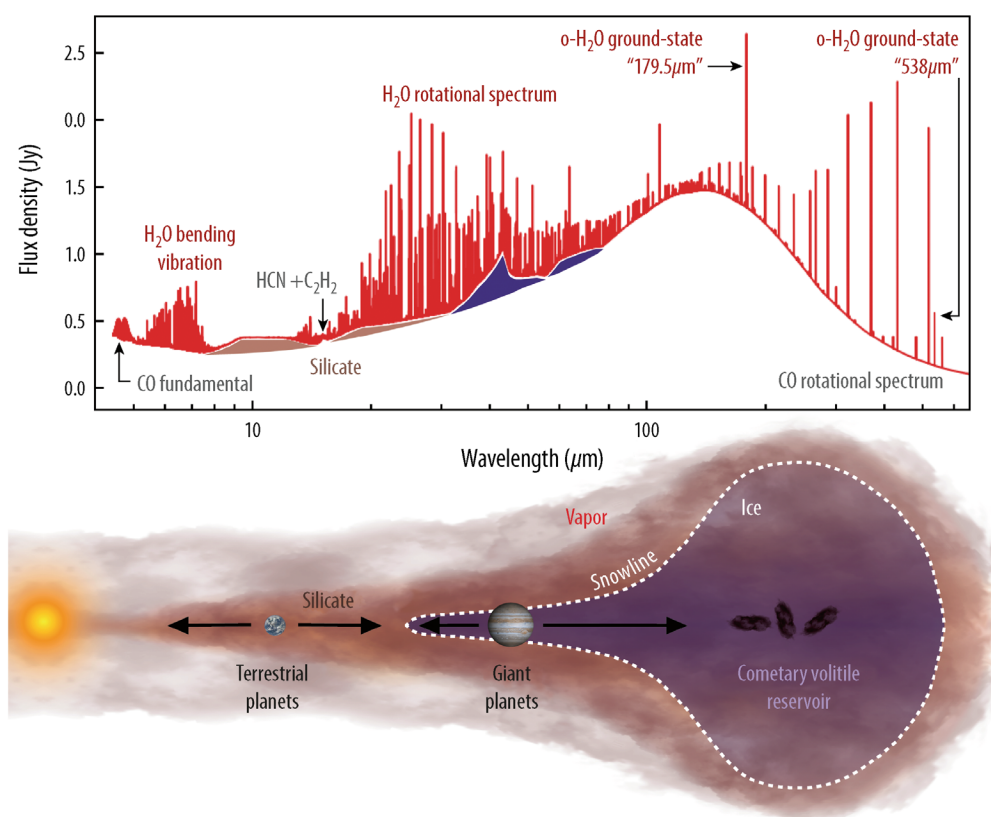 o-H₂O ground-state
“179.5μm”
o-H₂O ground-state
“538μm”
H₂O rotational spectrum
H₂O bending
vibration
HCN +C₂H₂
Silicate
CO fundamental
CO rotational spectrum
Flux density (Jy)
2.5
0.0
1.5
1.0
0.5
0.0
10
100
Wavelength (μm)
Vapor
Ice
Snowline
Silicate
Terrestrial
planets
Giant
planets
Cometary volitile
reservoir